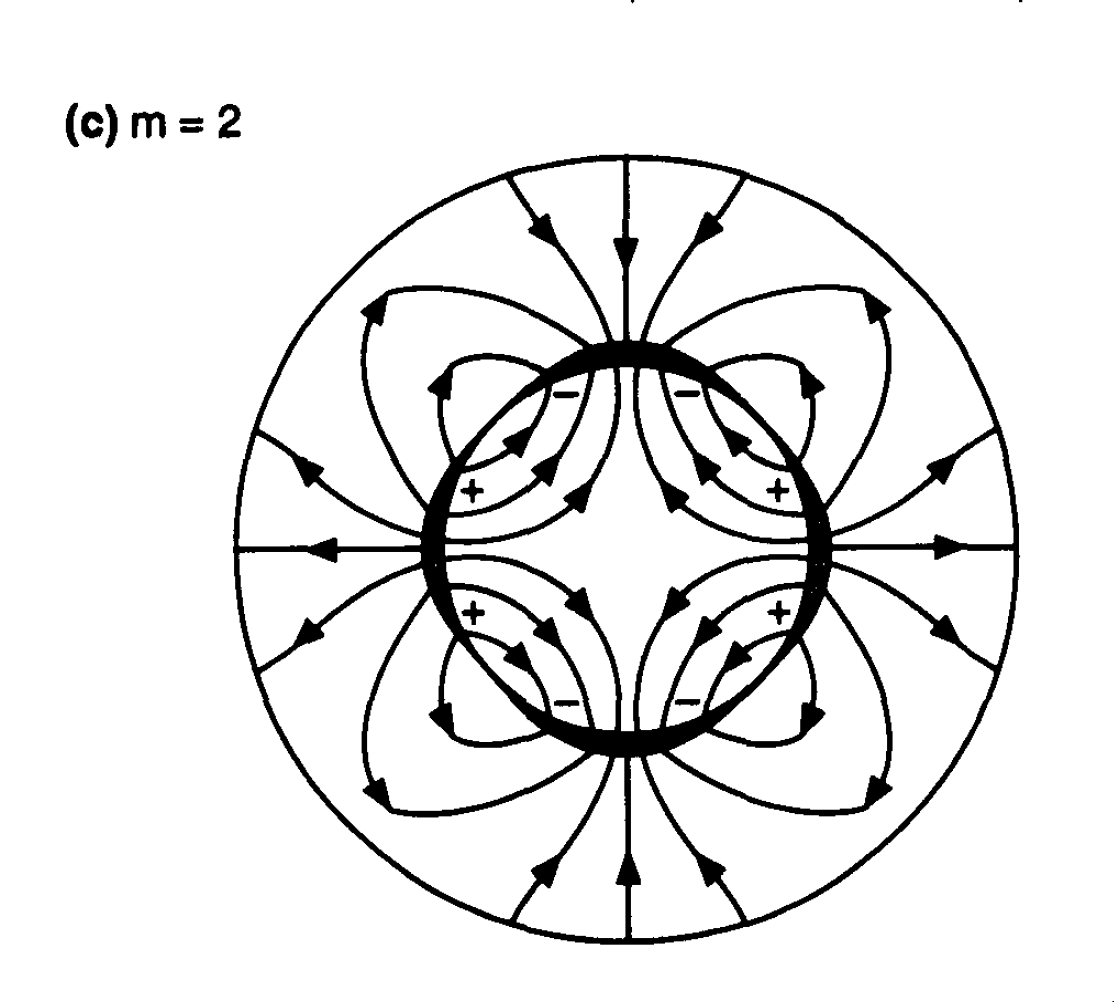 (c) m = 2
− −
+ +
+ +
− −